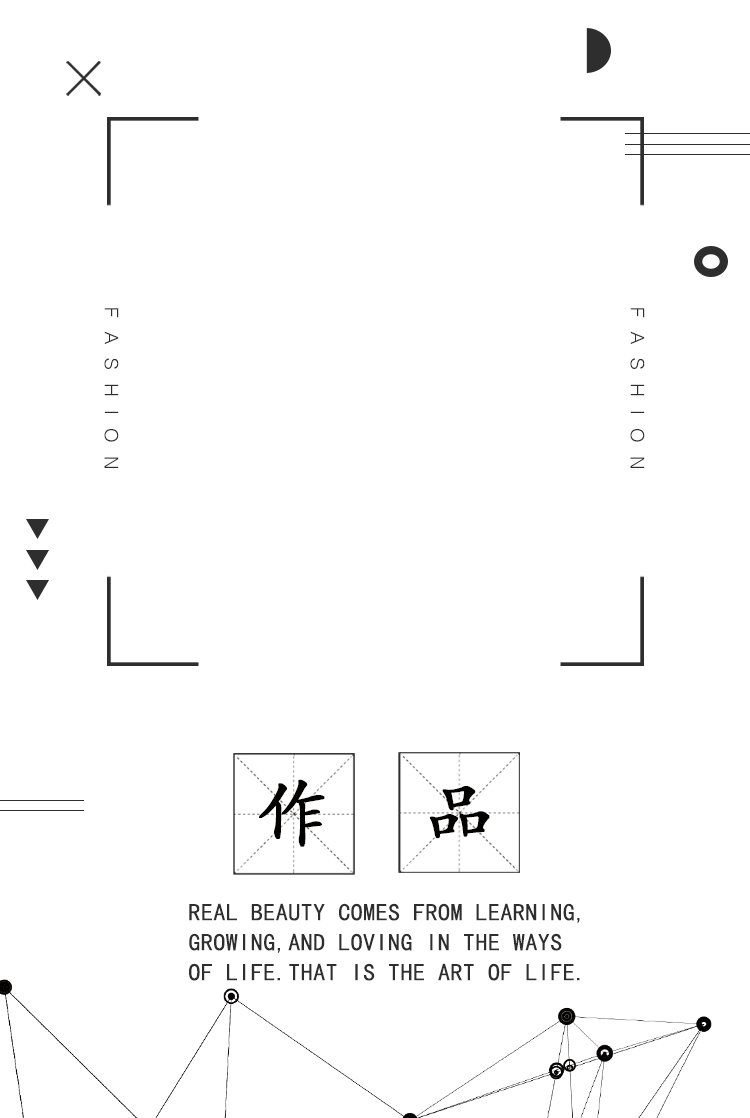 FASHION
FASHION
作品
REAL BEAUTY COMES FROM LEARNING,
GROWING, AND LOVING IN THE WAYS
OF LIFE. THAT IS THE ART OF LIFE.